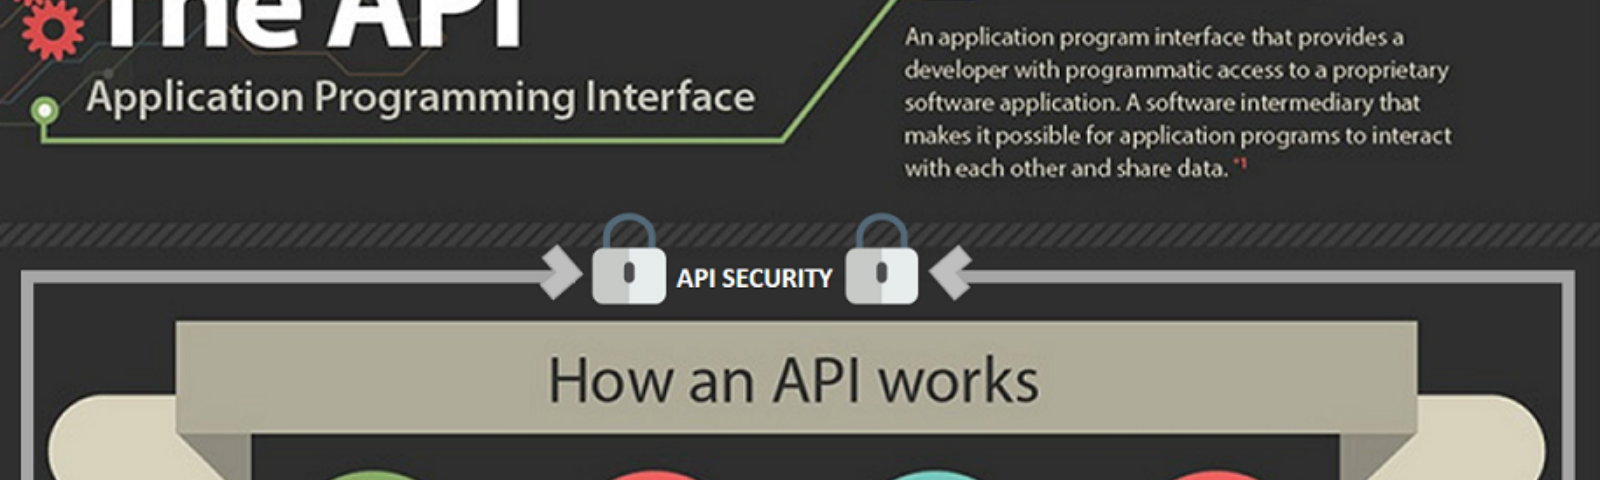 The API
Application Programming Interface
An application program interface that provides a
developer with programmatic access to a proprietary
software application. A software intermediary that
makes it possible for application programs to interact
with each other and share data. *1
API SECURITY
How an API works